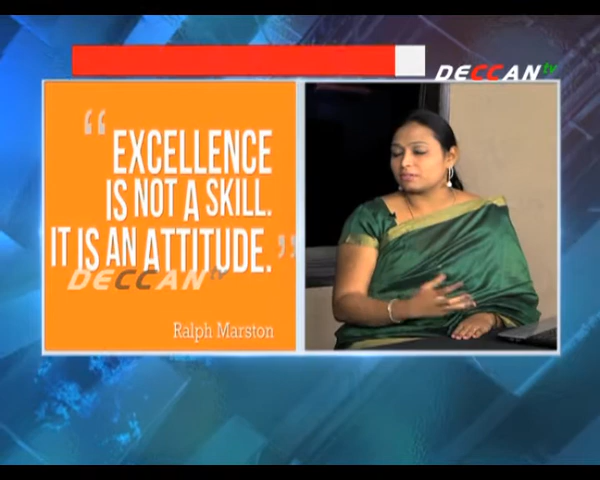 DECCAN tv
“ EXCELLENCE
IS NOT A SKILL.
IT IS AN ATTITUDE. ”
DECCAN tv
Ralph Marston